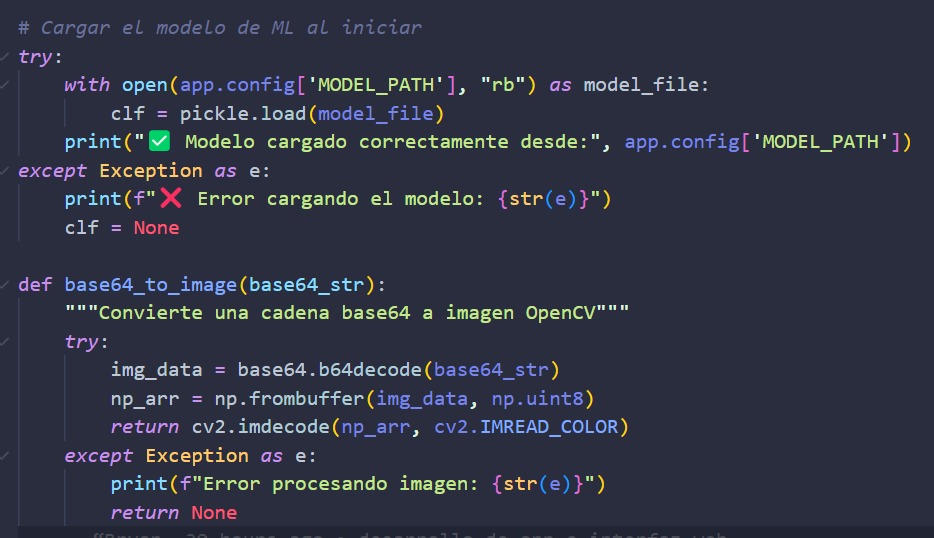 # Cargar el modelo de ML al iniciar
try:
    with open(app.config['MODEL_PATH'], "rb") as model_file:
        clf = pickle.load(model_file)
    print("✅ Modelo cargado correctamente desde:", app.config['MODEL_PATH'])
except Exception as e:
    print(f"❌ Error cargando el modelo: {str(e)}")
    clf = None

def base64_to_image(base64_str):
    """Convierte una cadena base64 a imagen OpenCV"""
    try:
        img_data = base64.b64decode(base64_str)
        np_arr = np.frombuffer(img_data, np.uint8)
        return cv2.imdecode(np_arr, cv2.IMREAD_COLOR)
    except Exception as e:
        print(f"Error procesando imagen: {str(e)}")
        return None